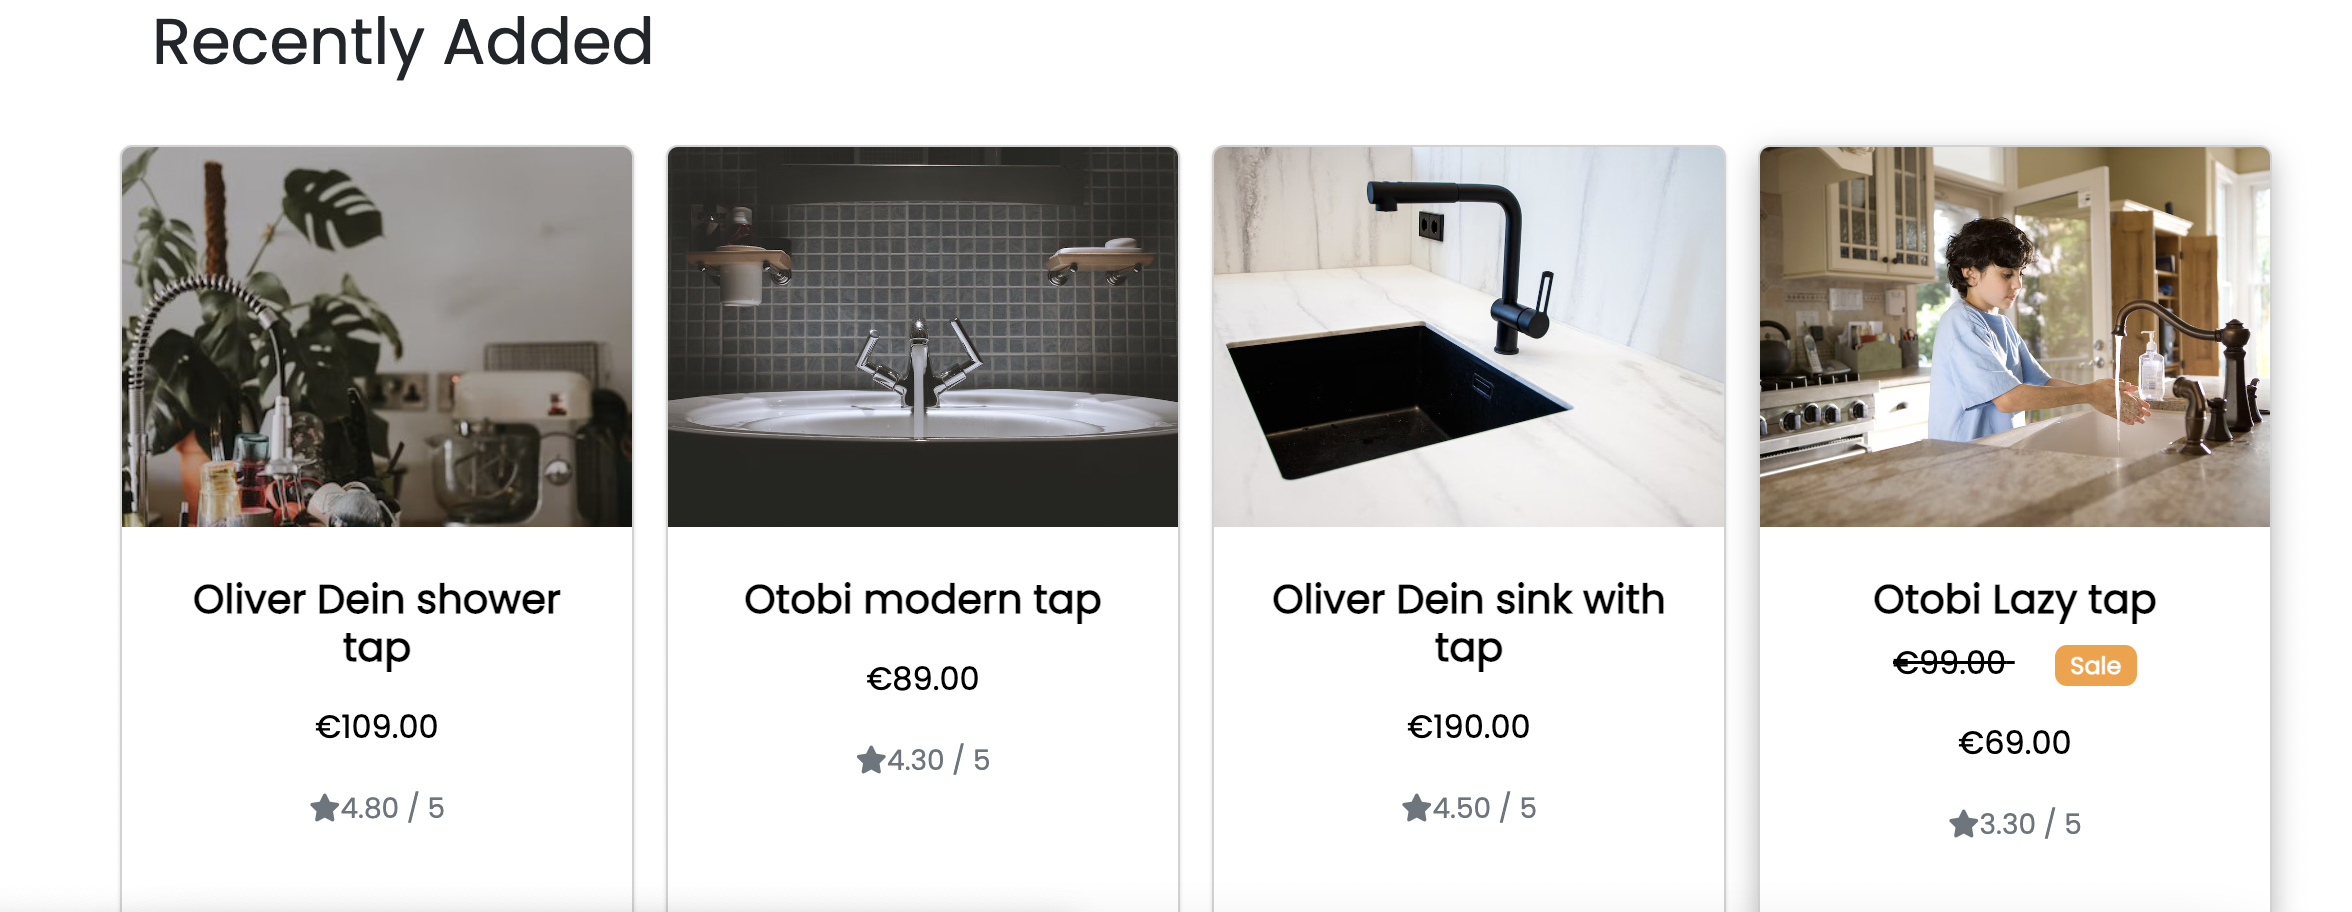 Recently Added
Oliver Dein shower
tap
€109.00
4.80 / 5
Otobi modern tap
€89.00
4.30 / 5
Oliver Dein sink with
tap
€190.00
4.50 / 5
Otobi Lazy tap
€99.00 Sale
€69.00
3.30 / 5